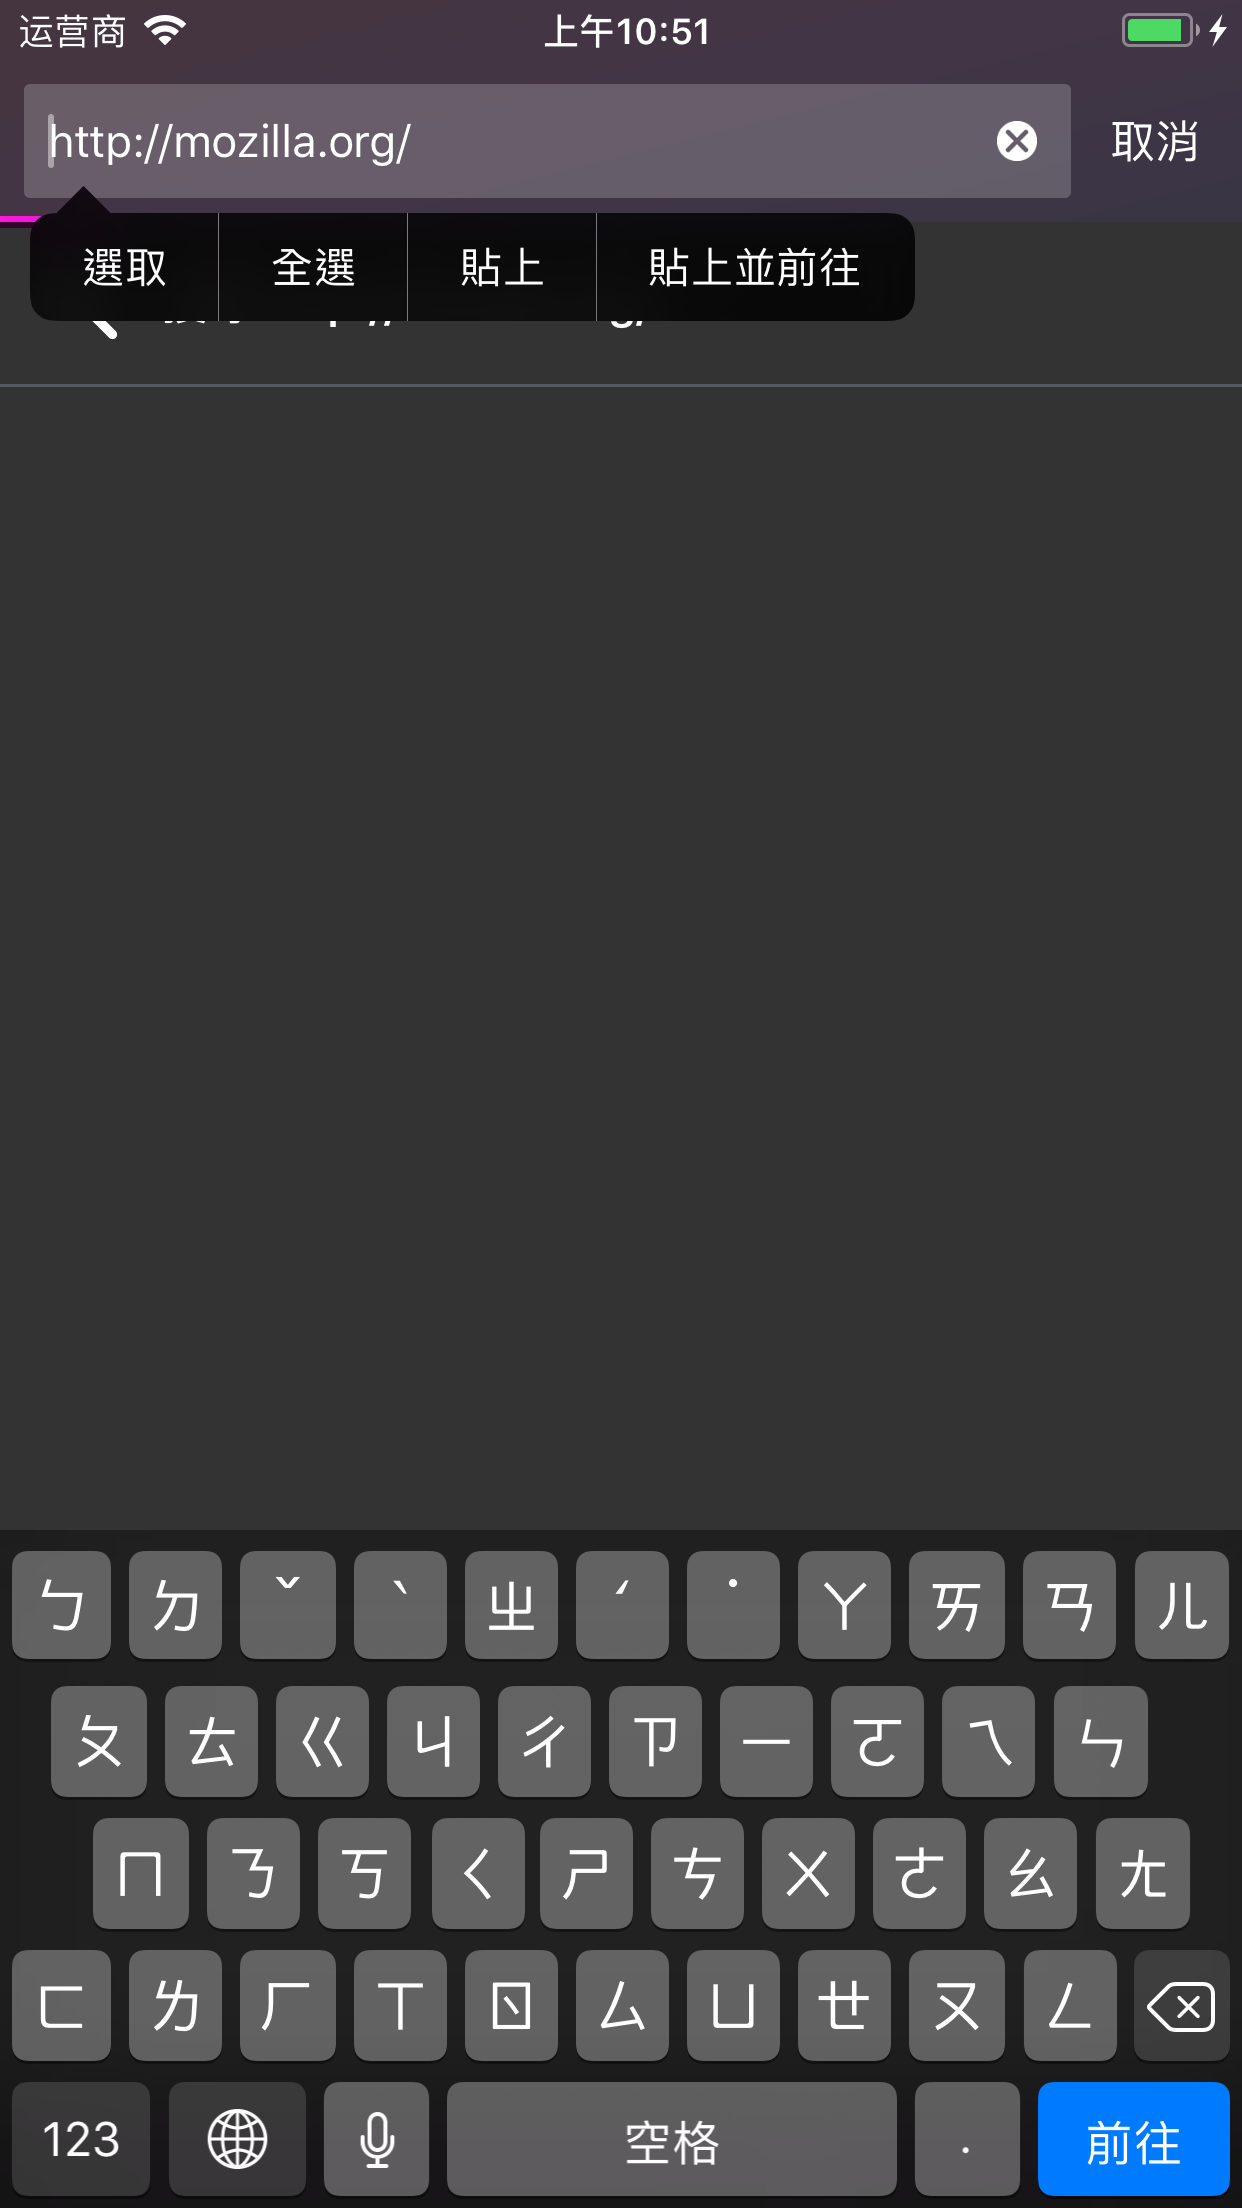 运营商 上午10:51
http://mozilla.org/ 取消
選取 全選 貼上 貼上並前往
ㄅ ㄉ ˇ ˋ ㄓ ˊ ˙ ㄚ ㄞ ㄢ ㄦ
ㄆ ㄊ ㄍ ㄐ ㄔ ㄗ ㄧ ㄛ ㄟ ㄣ
ㄇ ㄋ ㄎ ㄑ ㄕ ㄘ ㄨ ㄜ ㄠ ㄤ
ㄈ ㄌ ㄏ ㄒ ㄖ ㄙ ㄩ ㄝ ㄡ ㄥ
123 空格 . 前往